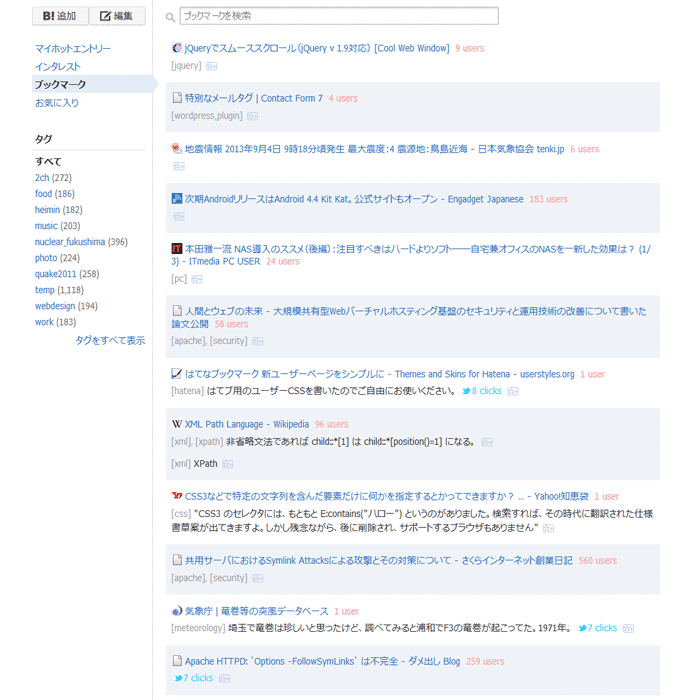 B! 追加 編集
マイホットエントリー
インタレスト
ブックマーク
お気に入り
タグ
すべて
2ch (272)
food (186)
heimin (182)
music (203)
nuclear_fukushima (396)
photo (224)
quake2011 (258)
temp (1,118)
webdesign (194)
work (183)
タグをすべて表示
ブックマークを検索
jQueryでスムーススクロール（jQuery v 1.9対応） [Cool Web Window] 9 users
[jquery]
特別なメールタグ | Contact Form 7 4 users
[wordpress_plugin]
地震情報 2013年9月4日 9時18分頃発生 最大震度：4 震源地：鳥島近海 - 日本気象協会 tenki.jp 6 users
次期AndroidリリースはAndroid 4.4 Kit Kat。公式サイトもオープン - Engadget Japanese 183 users
本田雅一流 NAS導入のススメ（後編）：注目すべきはハードよりソフト――自宅兼オフィスのNASを一新した効果は？ (1/
3) - ITmedia PC USER 24 users
[pc]
人間とウェブの未来 - 大規模共有型Webバーチャルホスティング基盤のセキュリティと運用技術の改善について書いた
論文公開 58 users
[apache], [security]
はてなブックマーク 新ユーザーページをシンプルに - Themes and Skins for Hatena - userstyles.org 1 user
[hatena] はてブ用のユーザーCSSを書いたのでご自由にお使いください。 8 clicks
W XML Path Language - Wikipedia 96 users
[xml], [xpath] 非省略文法であれば child::*[1] は child::*[position()=1] になる。
[xml] XPath
CSS3などで特定の文字列を含んだ要素だけに何かを指定するとかってできますか？ ... - Yahoo!知恵袋 1 user
[css] "CSS3 のセレクタには、もともと E:contains("ハロー") というのがありました。検索すれば、その時代に翻訳された仕様
書草案が出てきますよ。しかし残念ながら、後に削除され、サポートするブラウザもありません"
共用サーバにおけるSymlink Attacksによる攻撃とその対策について - さくらインターネット創業日記 560 users
[apache], [security]
気象庁 | 竜巻等の突風データベース 1 user
[meteorology] 埼玉で竜巻は珍しいと思ったけど、調べてみると浦和でF3の竜巻が起こってた。1971年。 7 clicks
Apache HTTPD: `Options -FollowSymLinks` は不完全 - ダメ出し Blog 259 users
7 clicks